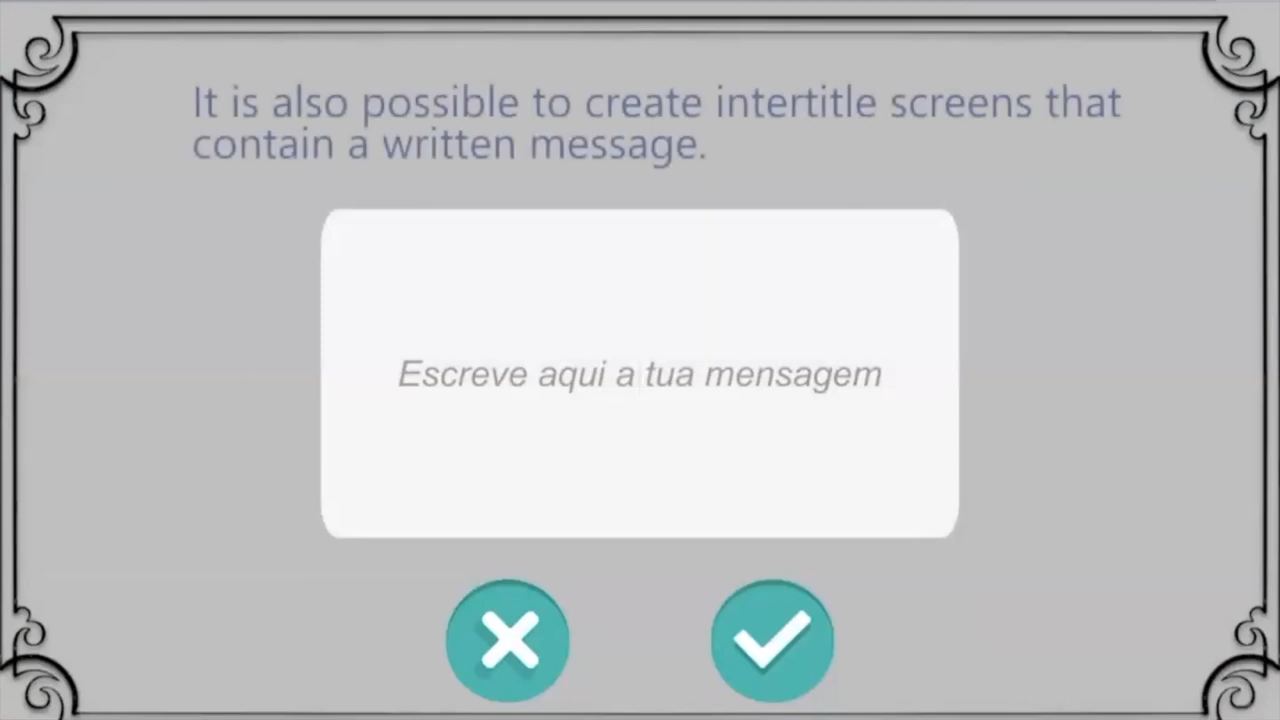 It is also possible to create intertitle screens that
contain a written message.
Escreve aqui a tua mensagem